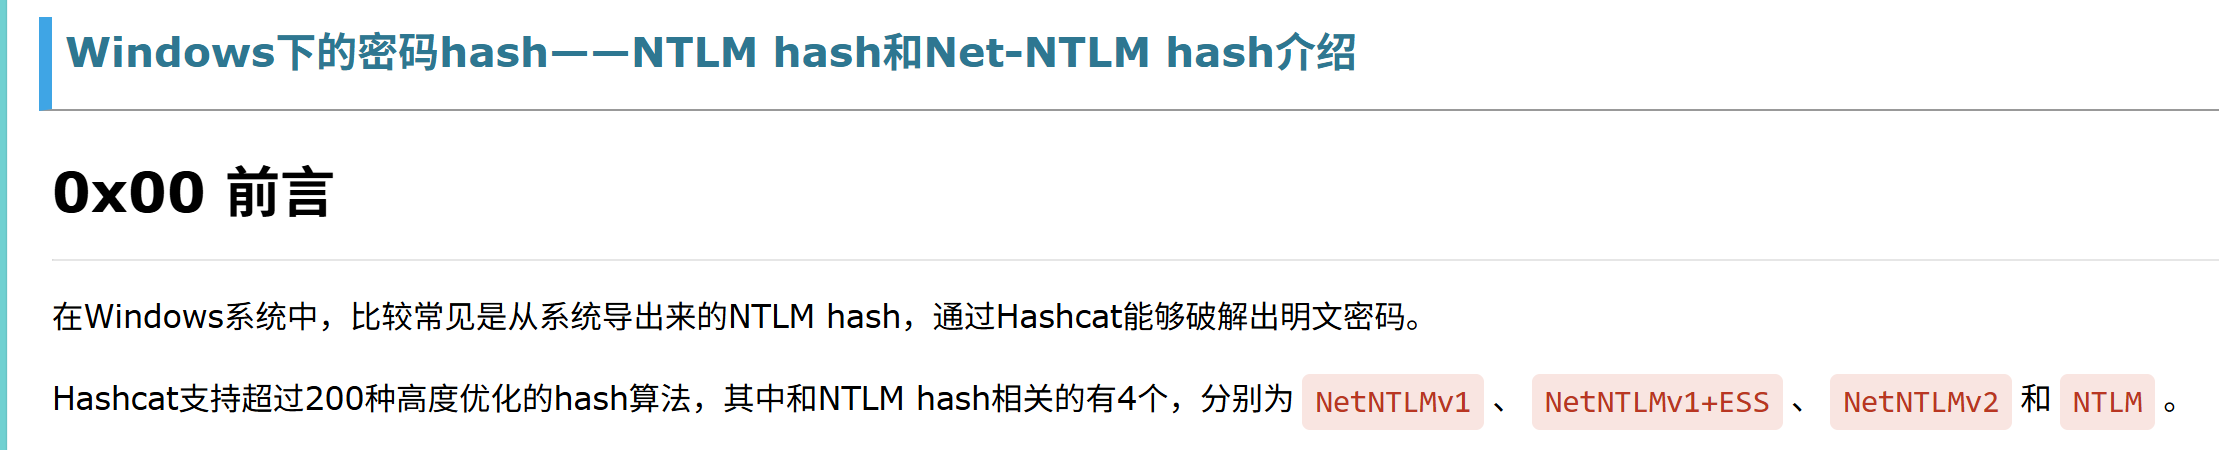 Windows下的密码hash——NTLM hash和Net-NTLM hash介绍
0x00 前言
在Windows系统中，比较常见是从系统导出来的NTLM hash，通过Hashcat能够破解出明文密码。
Hashcat支持超过200种高度优化的hash算法，其中和NTLM hash相关的有4个，分别为 NetNTLMv1 、 NetNTLMv1+ESS 、 NetNTLMv2 和 NTLM 。